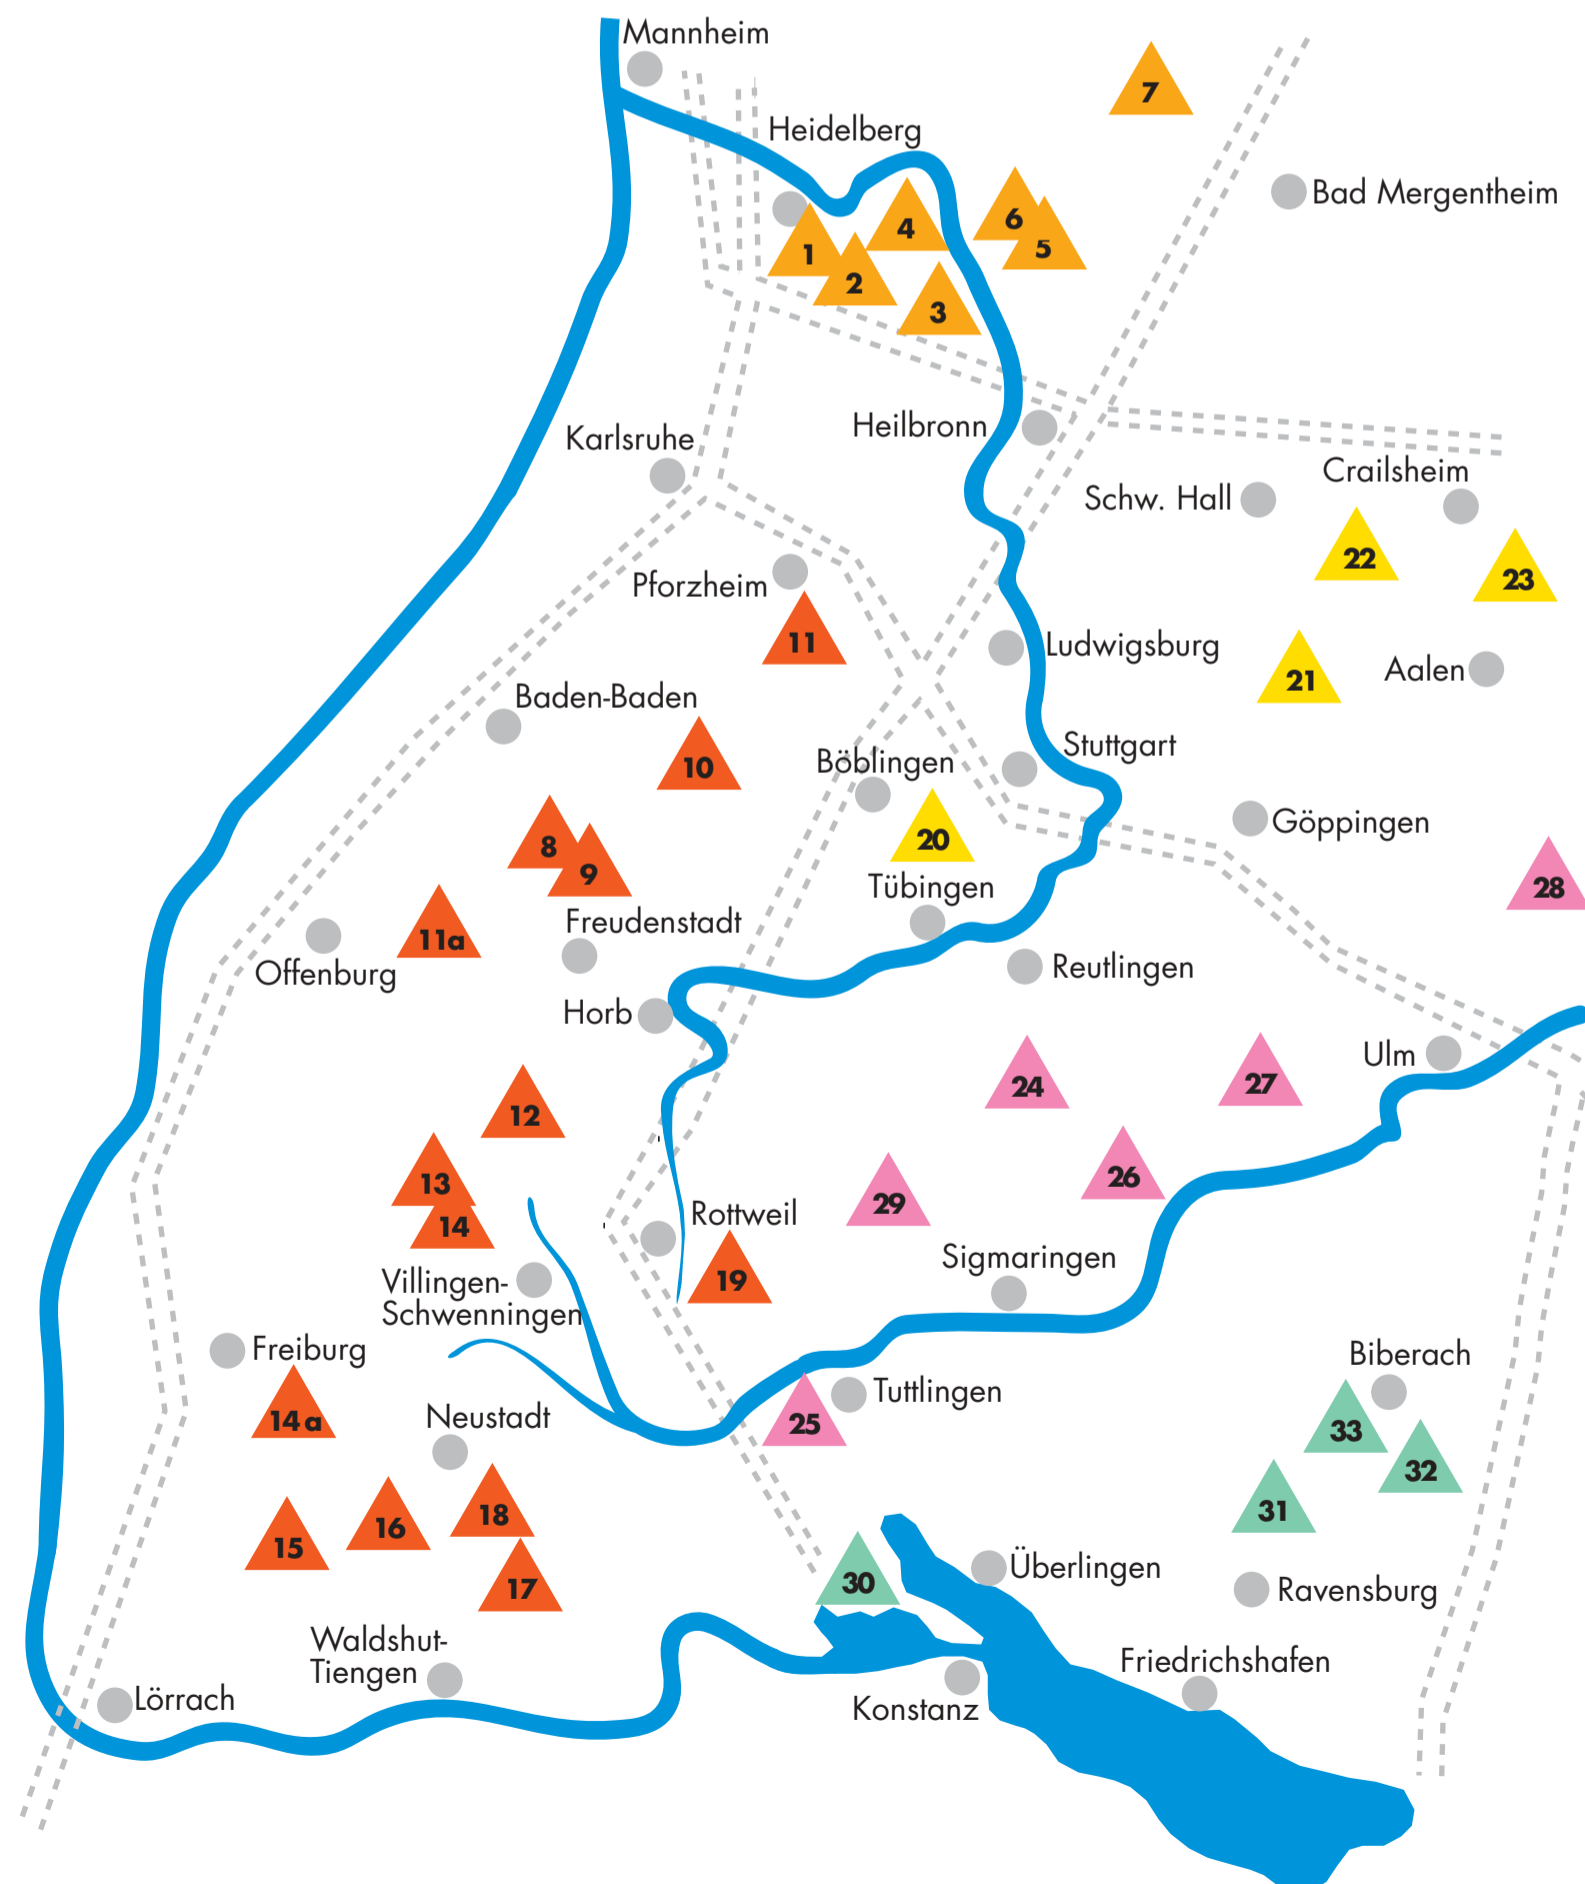 Mannheim
7
Heidelberg
Bad Mergentheim
6
4
5
1
2
3
Heilbronn
Karlsruhe
Crailsheim
Schw. Hall
22
23
Pforzheim
11
Ludwigsburg
Aalen
21
Baden-Baden
Stuttgart
Böblingen
10
Göppingen
20
8
9
28
Tübingen
Freudenstadt
11a
Offenburg
Reutlingen
Horb
Ulm
24
27
12
13
26
29
Rottweil
14
Sigmaringen
19
Villingen-
Schwenningen
Freiburg
Biberach
Tuttlingen
14a
Neustadt
25
33
32
18
31
16
15
Überlingen
30
17
Ravensburg
Waldshut-
Tiengen
Friedrichshafen
Lörrach
Konstanz